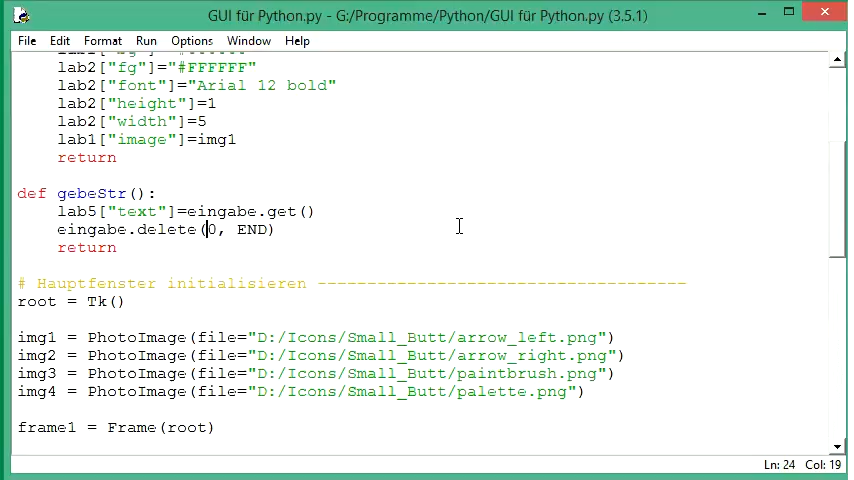 GUI für Python.py - G:/Programme/Python/GUI für Python.py (3.5.1)
File Edit Format Run Options Window Help
lab2["fg"]="#FFFFFF"
lab2["font"]="Arial 12 bold"
lab2["height"]=1
lab2["width"]=5
lab1["image"]=img1
return
def gebeStr():
lab5["text"]=eingabe.get()
eingabe.delete(0, END)
return
# Hauptfenster initialisieren -------------------------------------
root = Tk()
img1 = PhotoImage(file="D:/Icons/Small_Butt/arrow_left.png")
img2 = PhotoImage(file="D:/Icons/Small_Butt/arrow_right.png")
img3 = PhotoImage(file="D:/Icons/Small_Butt/paintbrush.png")
img4 = PhotoImage(file="D:/Icons/Small_Butt/palette.png")
frame1 = Frame(root)
Ln: 24 Col: 19